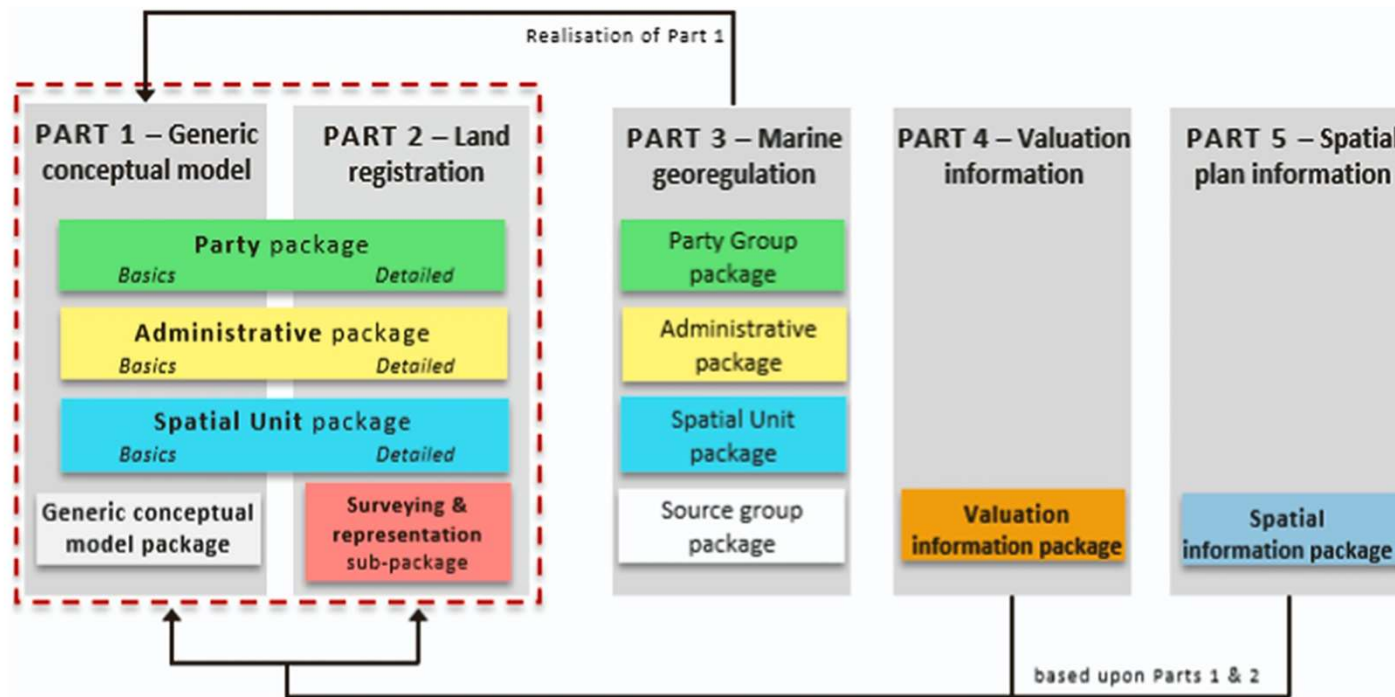 Realisation of Part 1
PART 1 – Generic
conceptual model
PART 2 – Land
registration
Party package
Basics Detailed
Administrative package
Basics Detailed
Spatial Unit package
Basics Detailed
Generic conceptual
model package
Surveying &
representation
sub-package
PART 3 – Marine
georegulation
Party Group
package
Administrative
package
Spatial Unit
package
Source group
package
PART 4 – Valuation
information
Valuation
information package
PART 5 – Spatial
plan information
Spatial
information package
based upon Parts 1 & 2